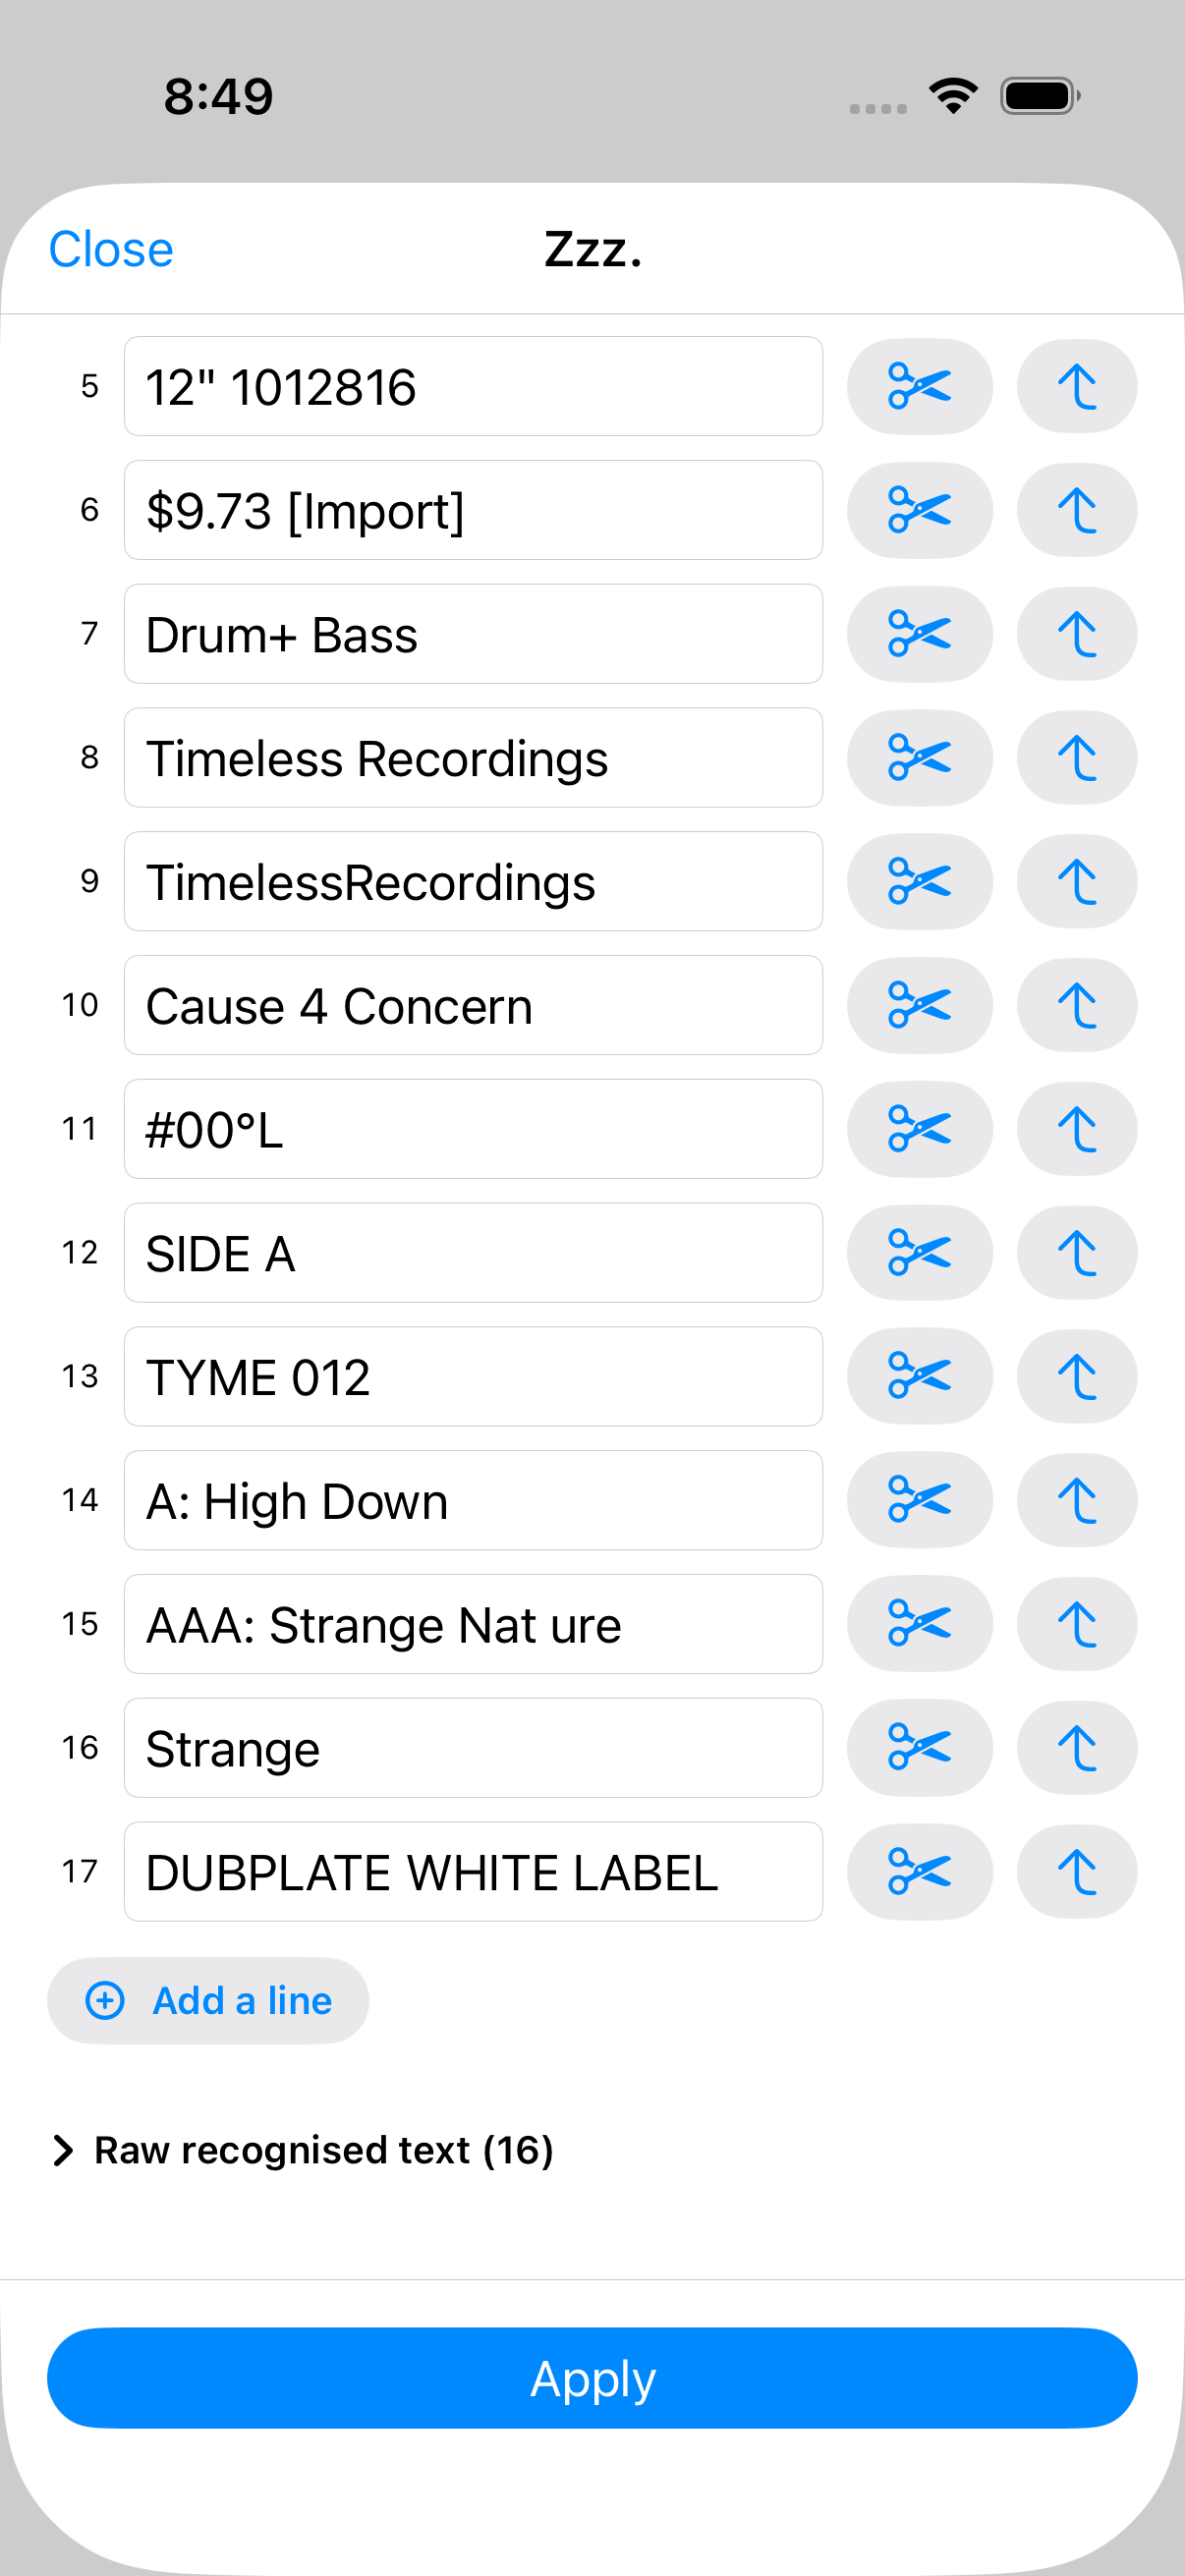 8:49
Close
Zzz.
5 12" 1012816
6 $9.73 [Import]
7 Drum+ Bass
8 Timeless Recordings
9 TimelessRecordings
10 Cause 4 Concern
11 #00°L
12 SIDE A
13 TYME 012
14 A: High Down
15 AAA: Strange Nat ure
16 Strange
17 DUBPLATE WHITE LABEL
Add a line
Raw recognised text (16)
Apply